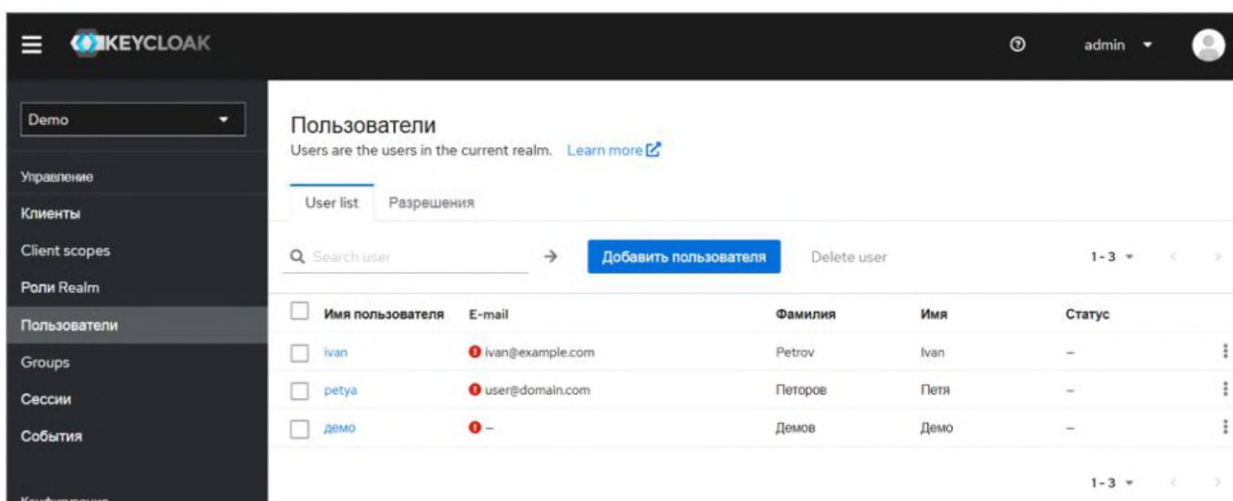 KEYCLOAK
admin
Demo
Управление
Клиенты
Client scopes
Роли Realm
Пользователи
Groups
Сессии
События
Конфигурация
Пользователи
Users are the users in the current realm. Learn more
User list Разрешения
Search user Добавить пользователя Delete user 1 - 3
Имя пользователя E-mail Фамилия Имя Статус
ivan ivan@example.com Petrov Ivan –
petya user@domain.com Петоров Петя –
демо – Демов Демо –
1 - 3